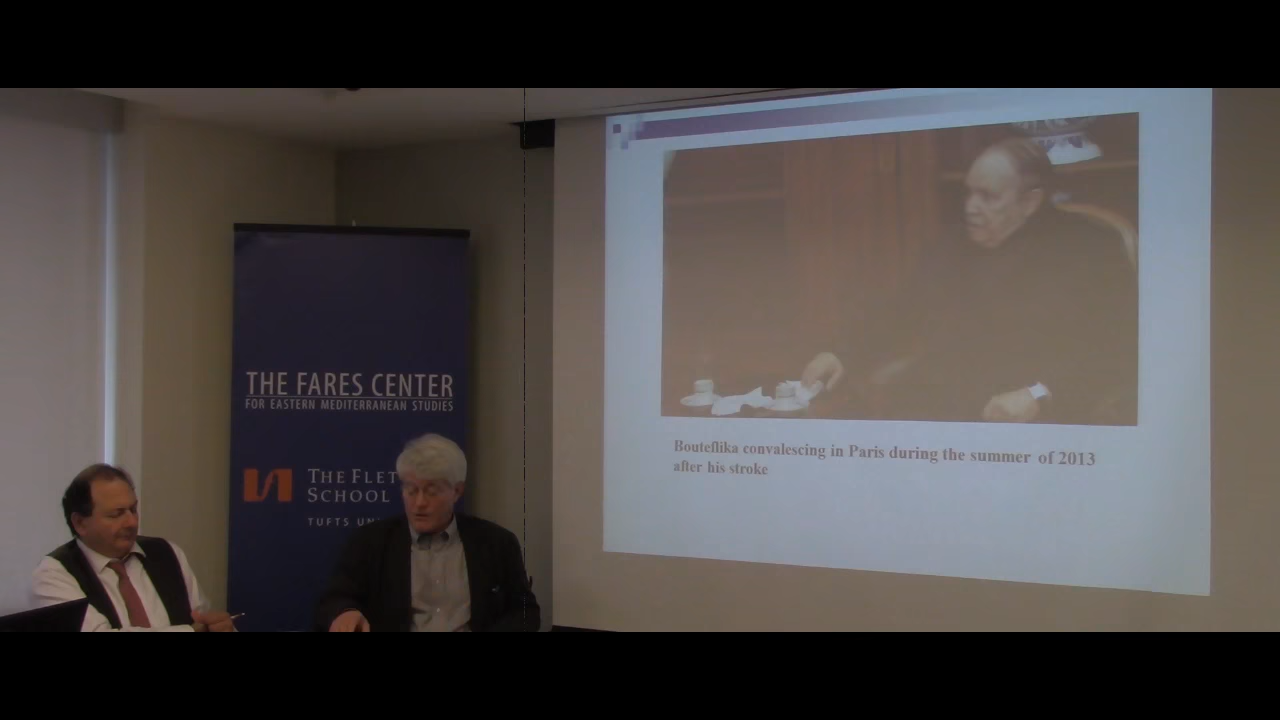 THE FARES CENTER
FOR EASTERN MEDITERRANEAN STUDIES
THE FLET
SCHOOL
TUFTS UN
Bouteflika convalescing in Paris during the summer of 2013
after his stroke